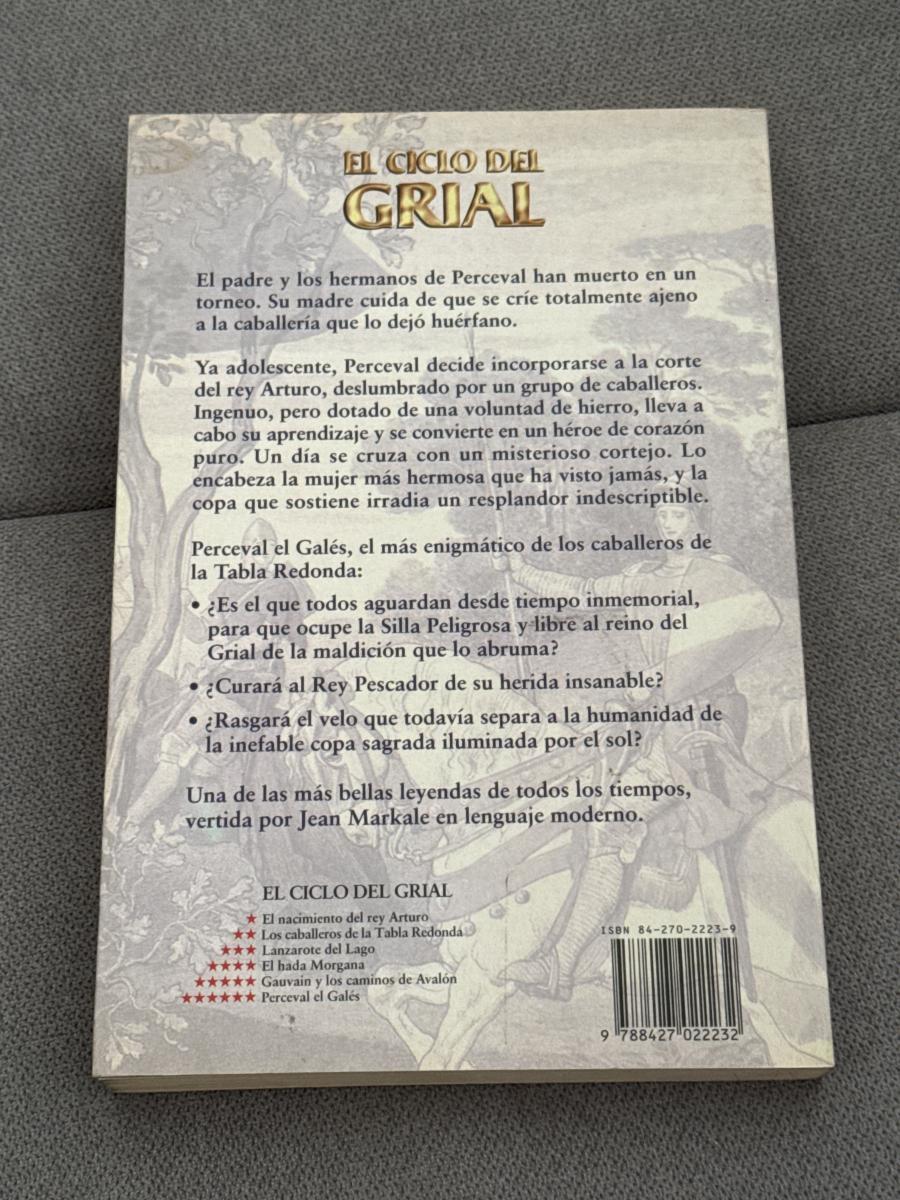 EL CICLO DEL
GRIAL
El padre y los hermanos de Perceval han muerto en un
torneo. Su madre cuida de que se críe totalmente ajeno
a la caballería que lo dejó huérfano.
Ya adolescente, Perceval decide incorporarse a la corte
del rey Arturo, deslumbrado por un grupo de caballeros.
Ingenuo, pero dotado de una voluntad de hierro, lleva a
cabo su aprendizaje y se convierte en un héroe de corazón
puro. Un día se cruza con un misterioso cortejo. Lo
encabeza la mujer más hermosa que ha visto jamás, y la
copa que sostiene irradia un resplandor indescriptible.
Perceval el Galés, el más enigmático de los caballeros de
la Tabla Redonda:
• ¿Es el que todos aguardan desde tiempo inmemorial,
para que ocupe la Silla Peligrosa y libre al reino del
Grial de la maldición que lo abruma?
• ¿Curará al Rey Pescador de su herida insanable?
• ¿Rasgará el velo que todavía separa a la humanidad de
la inefable copa sagrada iluminada por el sol?
Una de las más bellas leyendas de todos los tiempos,
vertida por Jean Markale en lenguaje moderno.
EL CICLO DEL GRIAL
★ El nacimiento del rey Arturo
★★ Los caballeros de la Tabla Redonda
★★★ Lanzarote del Lago
★★★★ El hada Morgana
★★★★★ Gauvain y los caminos de Avalón
★★★★★★ Perceval el Galés
ISBN 84-270-2223-9
9 788427 022232